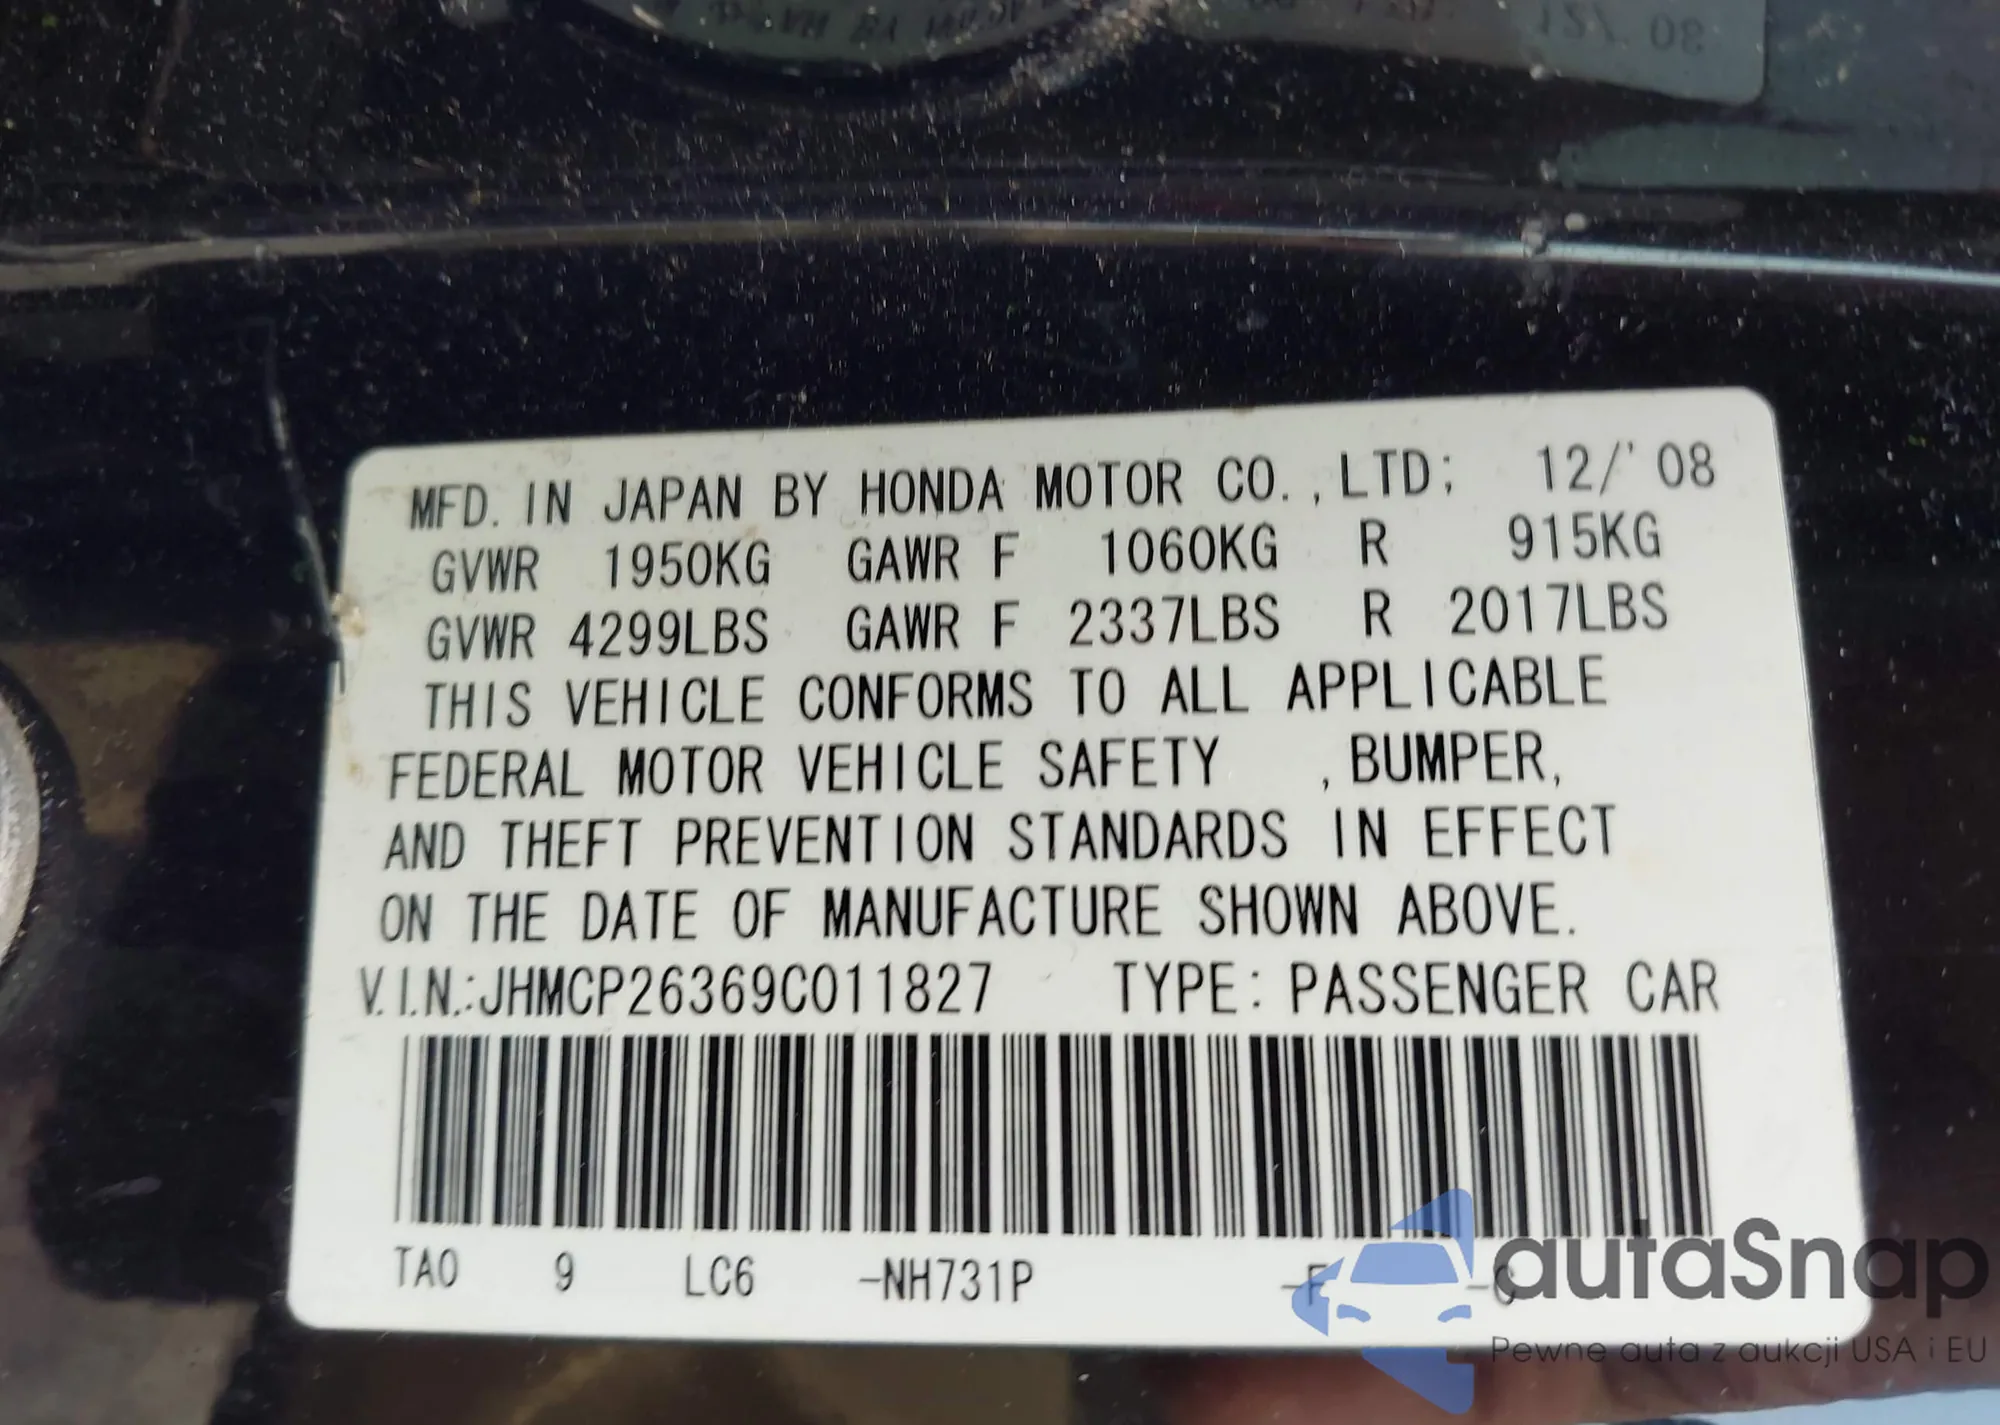 12/'08
MFD. IN JAPAN BY HONDA MOTOR CO.,LTD; 12/'08
GVWR 1950KG GAWR F 1060KG R 915KG
GVWR 4299LBS GAWR F 2337LBS R 2017LBS
THIS VEHICLE CONFORMS TO ALL APPLICABLE
FEDERAL MOTOR VEHICLE SAFETY ,BUMPER,
AND THEFT PREVENTION STANDARDS IN EFFECT
ON THE DATE OF MANUFACTURE SHOWN ABOVE.
V.I.N.:JHMCP26369C011827 TYPE: PASSENGER CAR
TA0 9 LC6 -NH731P
autaSnap
Pewne auta z aukcji USA i EU